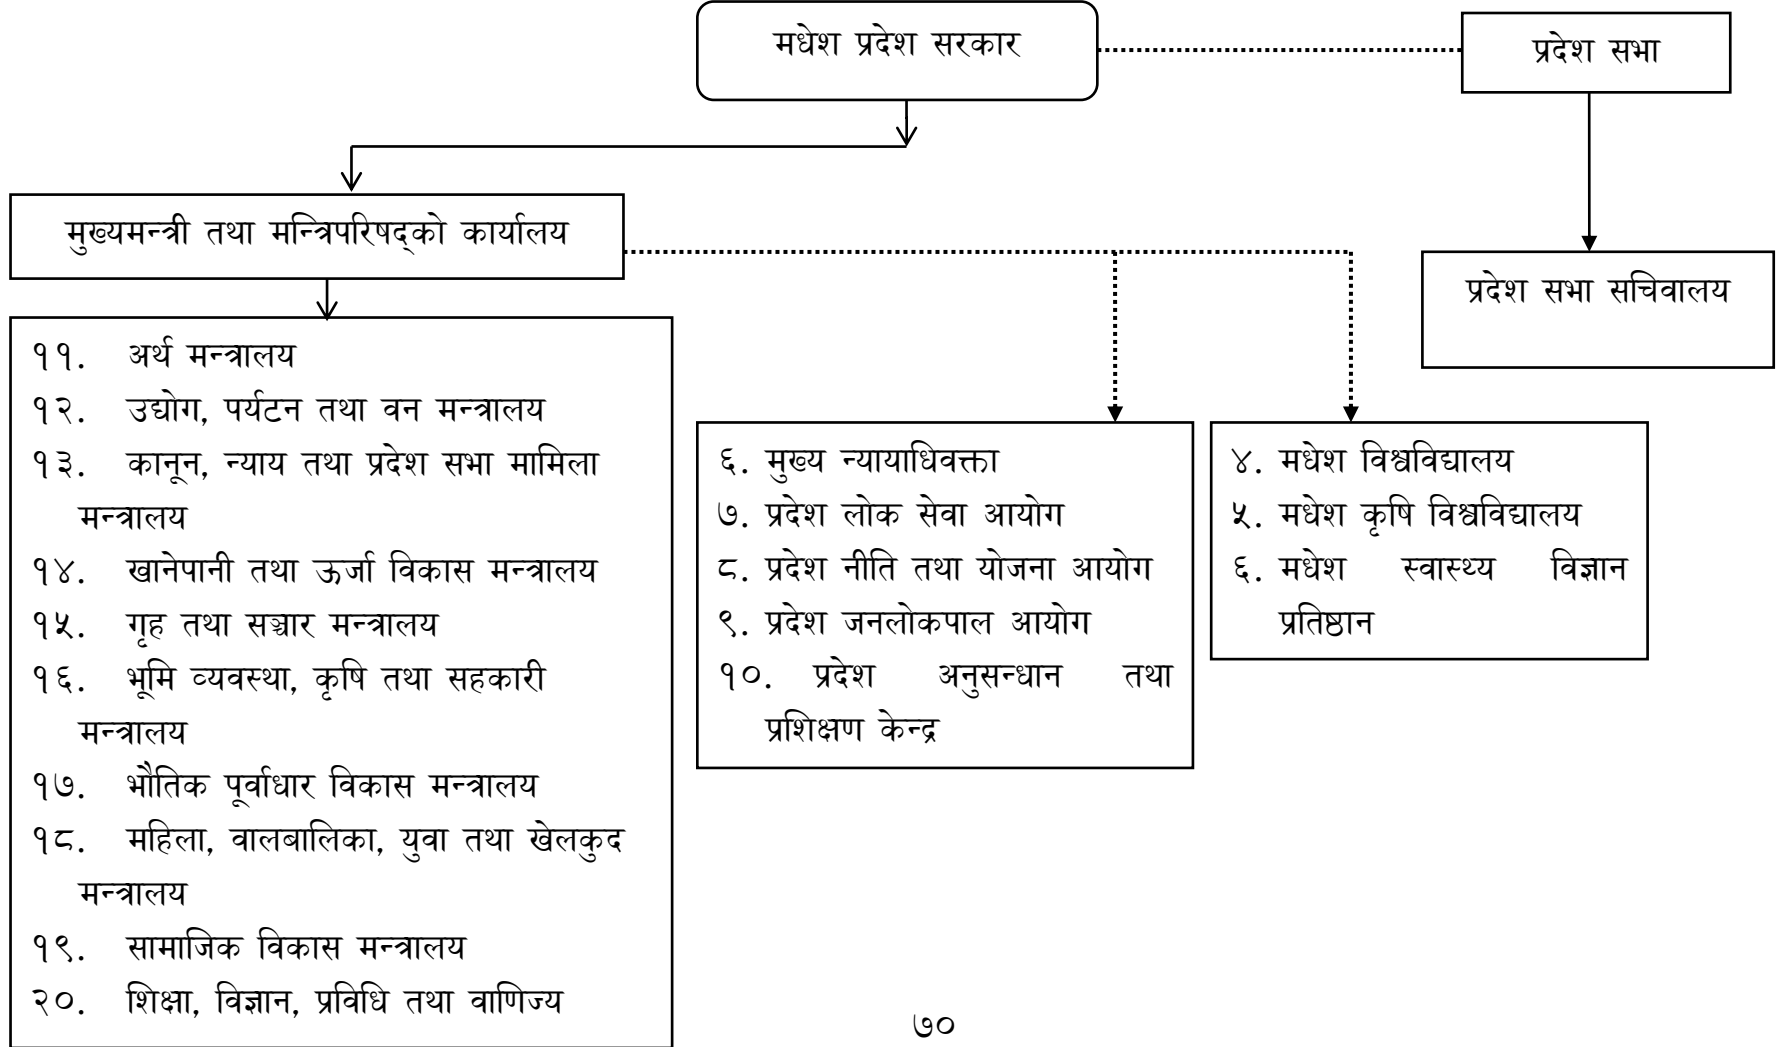 मधेश प्रदेश सरकार
प्रदेश सभा
मुख्यमन्त्री तथा मन्त्रिपरिषद्को कार्यालय
प्रदेश सभा सचिवालय
११. अर्थ मन्त्रालय
१२. उद्योग, पर्यटन तथा वन मन्त्रालय
१३. कानून, न्याय तथा प्रदेश सभा मामिला
मन्त्रालय
१४. खानेपानी तथा ऊर्जा विकास मन्त्रालय
१५. गृह तथा सञ्चार मन्त्रालय
१६. भूमि व्यवस्था, कृषि तथा सहकारी
मन्त्रालय
१७. भौतिक पूर्वाधार विकास मन्त्रालय
१८. महिला, वालबालिका, युवा तथा खेलकुद
मन्त्रालय
१९. सामाजिक विकास मन्त्रालय
२०. शिक्षा, विज्ञान, प्रविधि तथा वाणिज्य
६. मुख्य न्यायाधिवक्ता
७. प्रदेश लोक सेवा आयोग
८. प्रदेश नीति तथा योजना आयोग
९. प्रदेश जनलोकपाल आयोग
१०. प्रदेश अनुसन्धान तथा
प्रशिक्षण केन्द्र
४. मधेश विश्वविद्यालय
५. मधेश कृषि विश्वविद्यालय
६. मधेश स्वास्थ्य विज्ञान
प्रतिष्ठान
७०